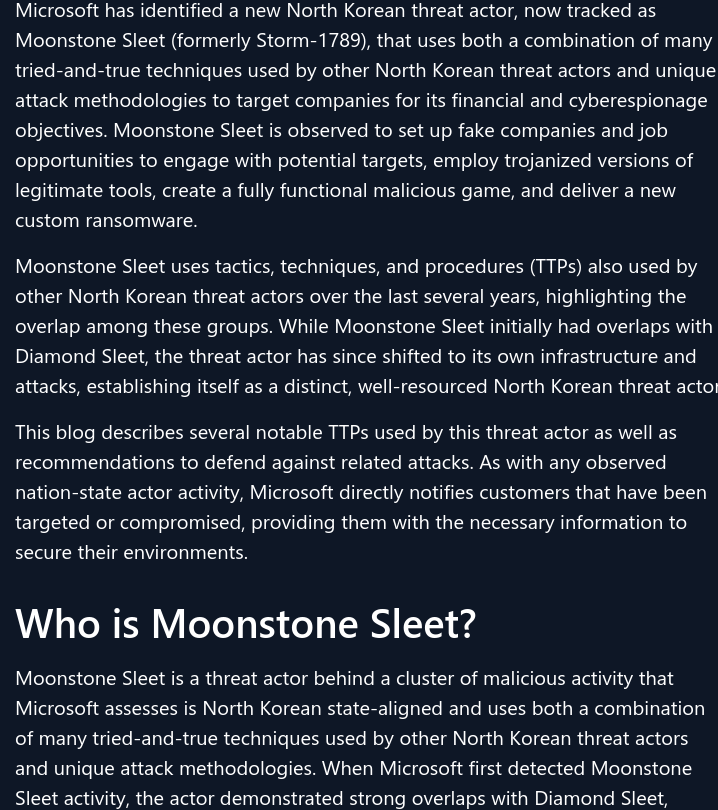 Microsoft has identified a new North Korean threat actor, now tracked as
Moonstone Sleet (formerly Storm-1789), that uses both a combination of many
tried-and-true techniques used by other North Korean threat actors and unique
attack methodologies to target companies for its financial and cyberespionage
objectives. Moonstone Sleet is observed to set up fake companies and job
opportunities to engage with potential targets, employ trojanized versions of
legitimate tools, create a fully functional malicious game, and deliver a new
custom ransomware.
Moonstone Sleet uses tactics, techniques, and procedures (TTPs) also used by
other North Korean threat actors over the last several years, highlighting the
overlap among these groups. While Moonstone Sleet initially had overlaps with
Diamond Sleet, the threat actor has since shifted to its own infrastructure and
attacks, establishing itself as a distinct, well-resourced North Korean threat actor
This blog describes several notable TTPs used by this threat actor as well as
recommendations to defend against related attacks. As with any observed
nation-state actor activity, Microsoft directly notifies customers that have been
targeted or compromised, providing them with the necessary information to
secure their environments.
Who is Moonstone Sleet?
Moonstone Sleet is a threat actor behind a cluster of malicious activity that
Microsoft assesses is North Korean state-aligned and uses both a combination
of many tried-and-true techniques used by other North Korean threat actors
and unique attack methodologies. When Microsoft first detected Moonstone
Sleet activity, the actor demonstrated strong overlaps with Diamond Sleet,